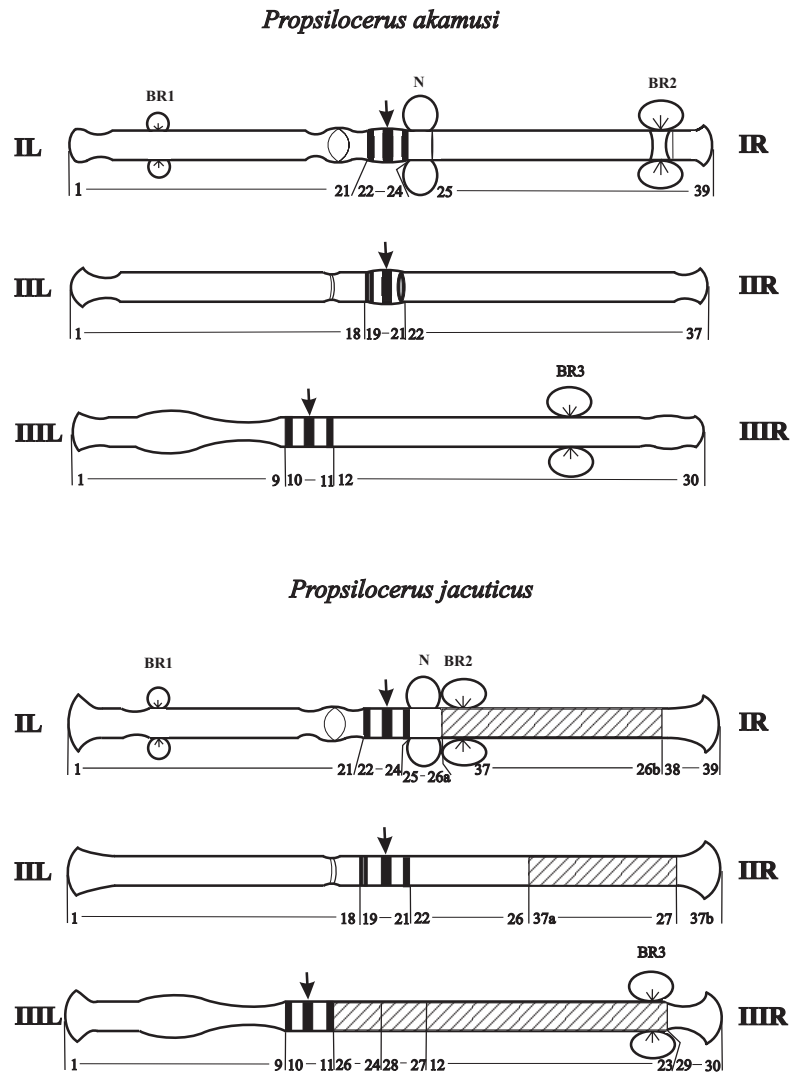 Propsilocerus akamusi
BR1 N BR2
IL IR
1 21 22 – 24 25 39
IIL IIR
1 18 19 – 21 22 37
BR3
IIIL IIIR
1 9 10 – 11 12 30
Propsilocerus jacuticus
BR1 N BR2
IL IR
1 21 22 – 24 25 - 26a 37 26b 38 — 39
IIL IIR
1 18 19 — 21 22 26 37a 27 37b
BR3
IIIL IIIR
1 9 10 – 11 26 – 24 28 – 27 12 23 29 – 30